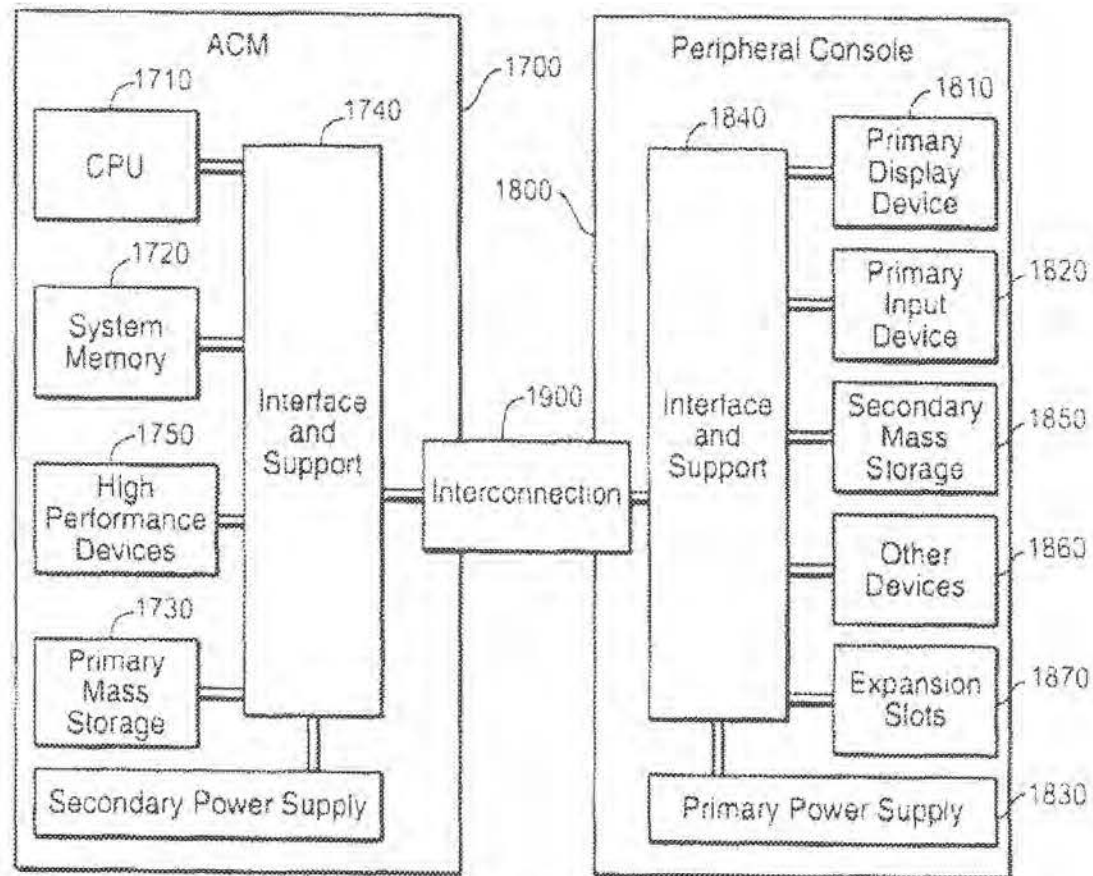 ACM
1700
1710
CPU
1720
System
Memory
1750
High
Performance
Devices
1730
Primary
Mass
Storage
1740
Interface
and
Support
Secondary Power Supply
1900
Interconnection
Peripheral Console
1800
1840
Interface
and
Support
1810
Primary
Display
Device
1820
Primary
Input
Device
1850
Secondary
Mass
Storage
1860
Other
Devices
1870
Expansion
Slots
1830
Primary Power Supply